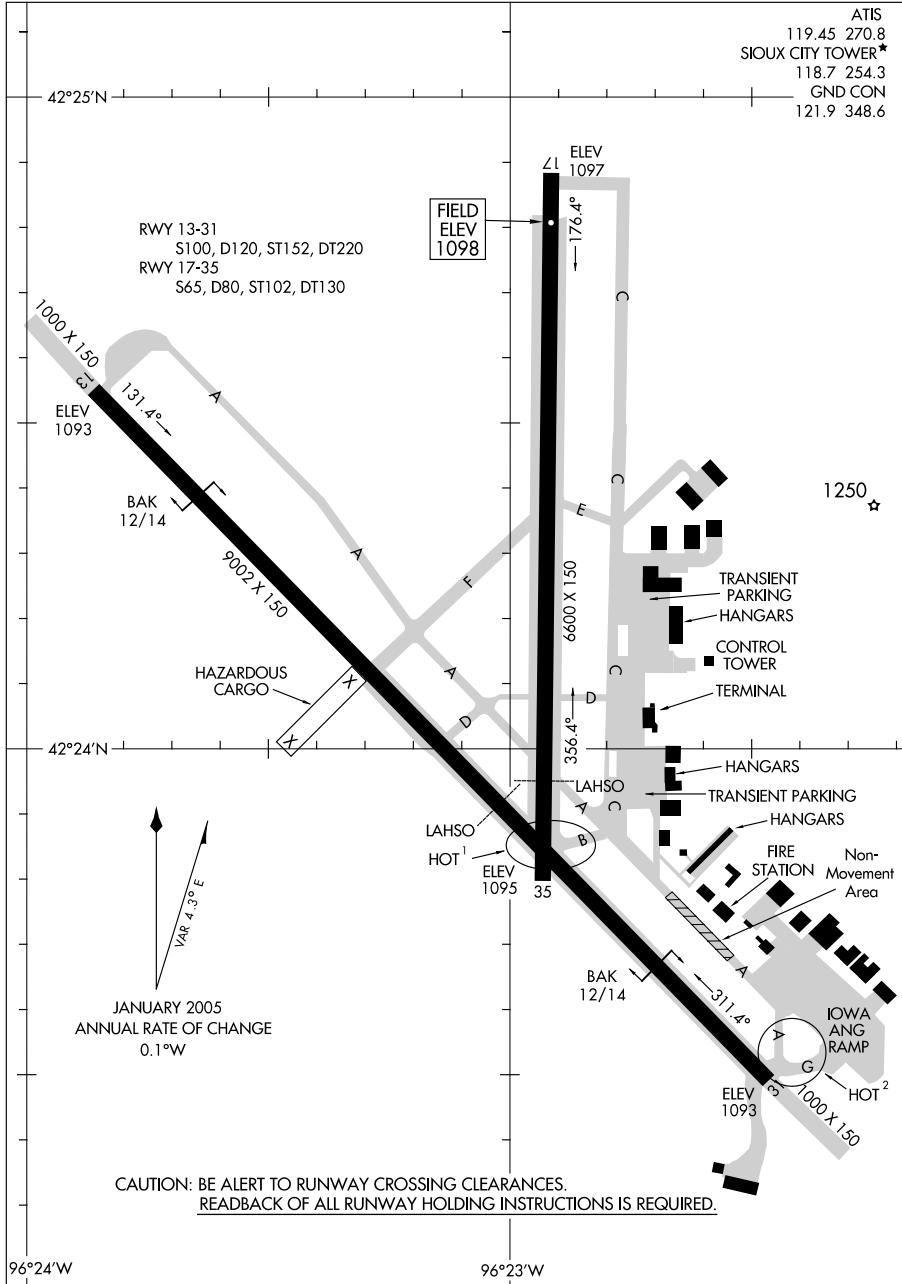 ATIS
119.45 270.8
SIOUX CITY TOWER★
118.7 254.3
GND CON
121.9 348.6
42°25'N
17
ELEV
1097
FIELD
ELEV
1098
176.4°
RWY 13-31
S100, D120, ST152, DT220
RWY 17-35
S65, D80, ST102, DT130
C
1000 X 150
13
ELEV
1093
131.4°
A
BAK
12/14
C
E
1250
A
9002 X 150
F
6600 X 150
TRANSIENT
PARKING
HANGARS
CONTROL
TOWER
HAZARDOUS
CARGO
X
X
A
C
D
D
TERMINAL
356.4°
42°24'N
HANGARS
LAHSO
TRANSIENT PARKING
A
C
HANGARS
LAHSO
HOT 1
B
ELEV
1095
35
FIRE
STATION
Non-
Movement
Area
VAR 4.3° E
JANUARY 2005
ANNUAL RATE OF CHANGE
0.1°W
BAK
12/14
A
311.4°
IOWA
ANG
RAMP
A
G
HOT 2
ELEV
1093
31
1000 X 150
CAUTION: BE ALERT TO RUNWAY CROSSING CLEARANCES.
READBACK OF ALL RUNWAY HOLDING INSTRUCTIONS IS REQUIRED.
96°24'W
96°23'W